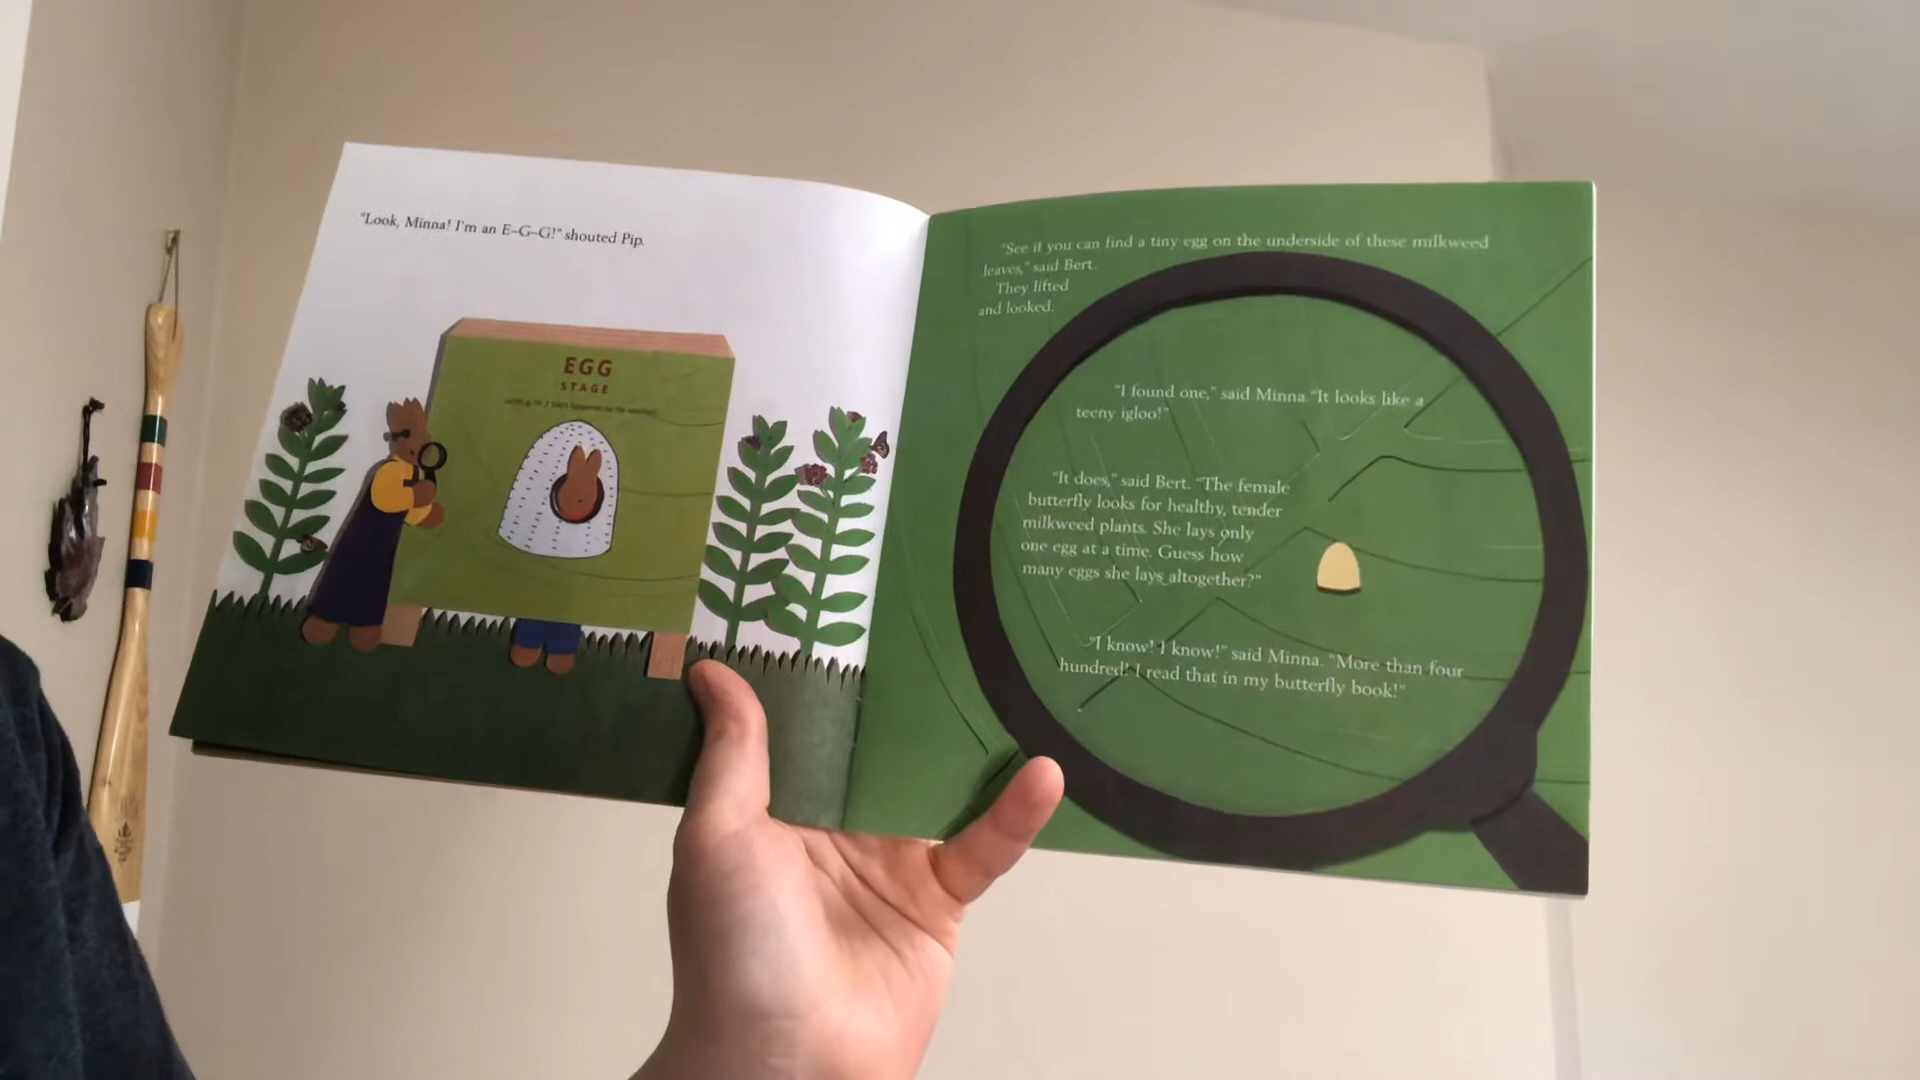 "Look, Minna! I'm an E–G–G!" shouted Pip.
EGG
STAGE
"See if you can find a tiny egg on the underside of these milkweed
leaves," said Bert.
They lifted
and looked.
"I found one," said Minna. "It looks like a
teeny igloo!"
"It does," said Bert. "The female
butterfly looks for healthy, tender
milkweed plants. She lays only
one egg at a time. Guess how
many eggs she lays altogether?"
"I know! I know!" said Minna. "More than four
hundred! I read that in my butterfly book!"